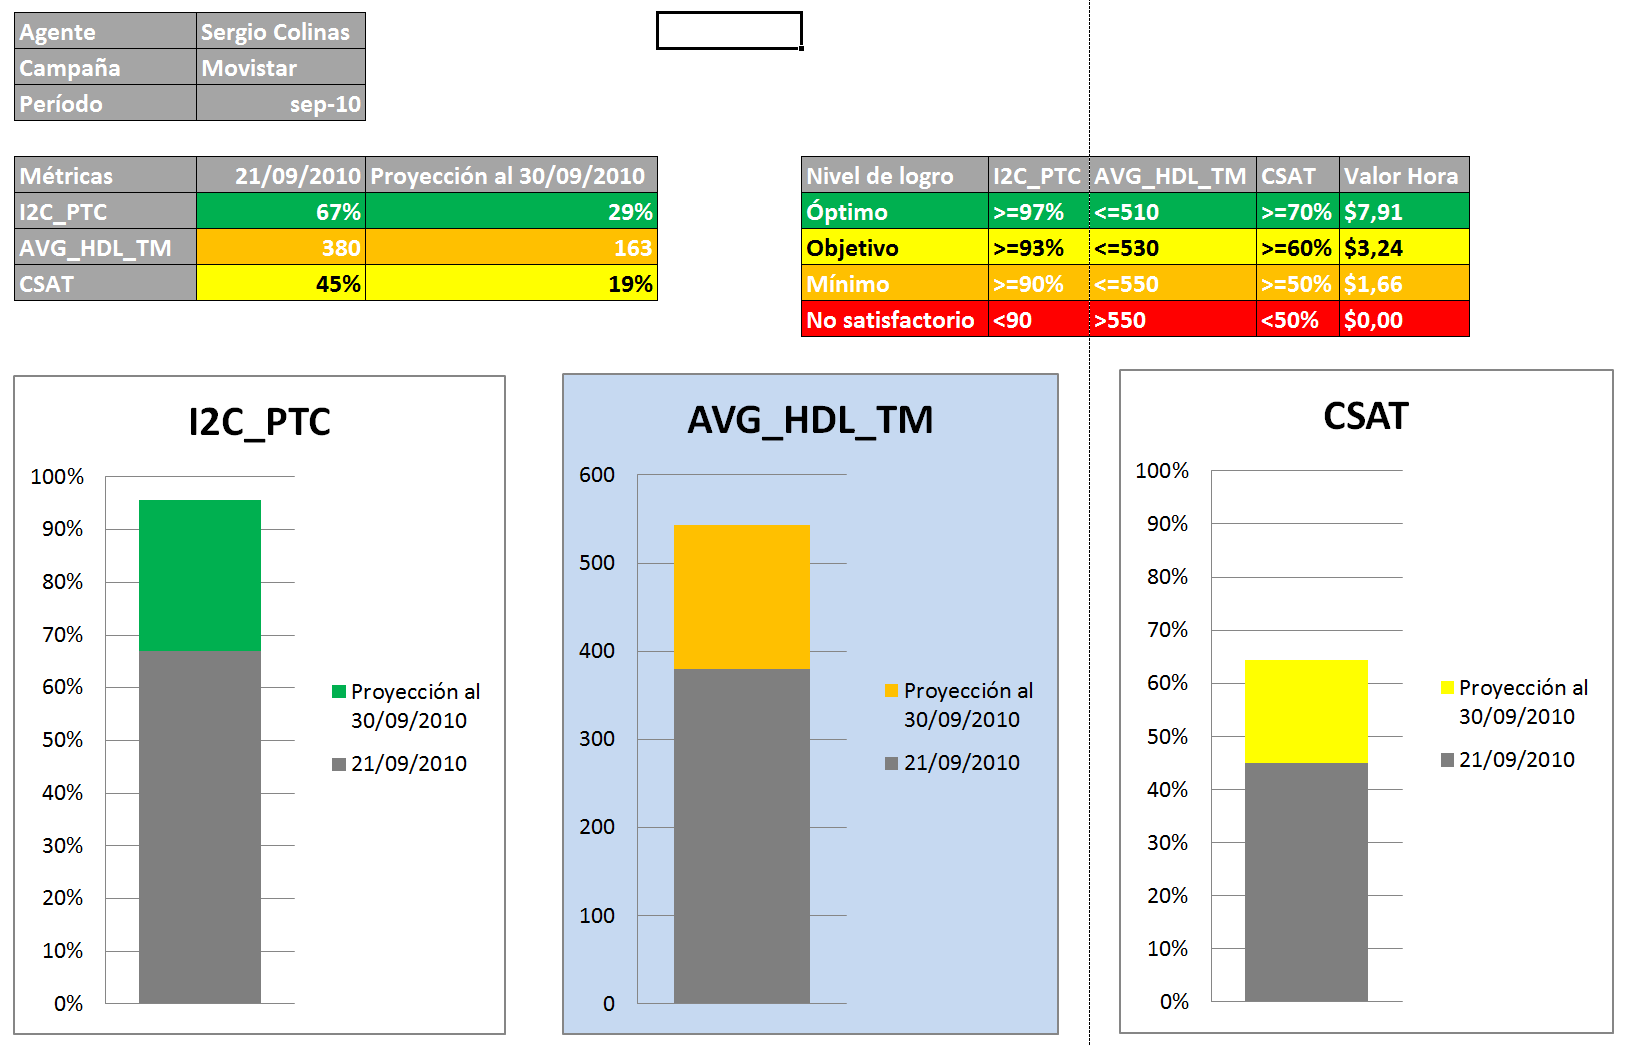 Agente Sergio Colinas
Campaña Movistar
Período sep-10
Métricas 21/09/2010 Proyección al 30/09/2010
I2C_PTC 67% 29%
AVG_HDL_TM 380 163
CSAT 45% 19%
Nivel de logro I2C_PTC AVG_HDL_TM CSAT Valor Hora
Óptimo >=97% <=510 >=70% $7,91
Objetivo >=93% <=530 >=60% $3,24
Mínimo >=90% <=550 >=50% $1,66
No satisfactorio <90 >550 <50% $0,00
I2C_PTC
100%
90%
80%
70%
60%
50%
40%
30%
20%
10%
0%
Proyección al
30/09/2010
21/09/2010
AVG_HDL_TM
600
500
400
300
200
100
0
Proyección al
30/09/2010
21/09/2010
CSAT
100%
90%
80%
70%
60%
50%
40%
30%
20%
10%
0%
Proyección al
30/09/2010
21/09/2010